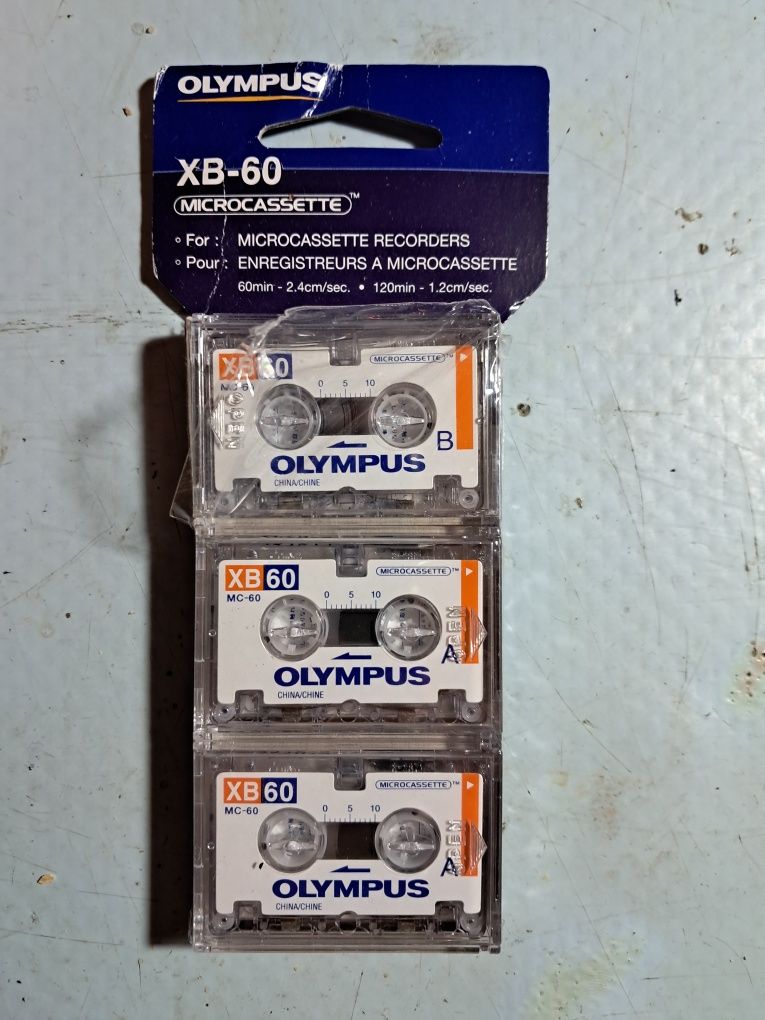 OLYMPUS
XB-60
MICROCASSETTE™
For : MICROCASSETTE RECORDERS
Pour : ENREGISTREURS A MICROCASSETTE
60min - 2.4cm/sec. • 120min - 1.2cm/sec.
XB60 MICROCASSETTE™
MC-60
0 5 10
B
OLYMPUS
CHINA/CHINE
XB60 MICROCASSETTE™
MC-60
0 5 10
A
OLYMPUS
CHINA/CHINE
XB60 MICROCASSETTE™
MC-60
0 5 10
A
OLYMPUS
CHINA/CHINE